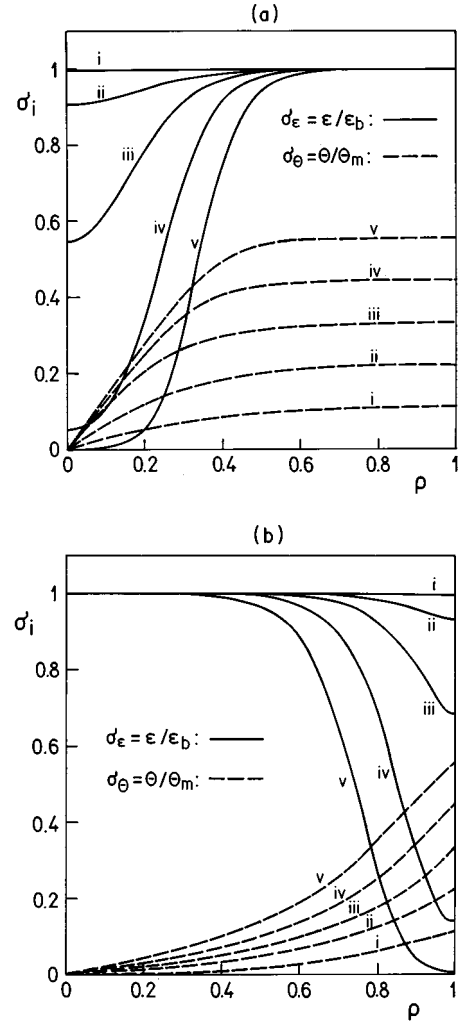 (a)
i
1
ii
σi
σε = ε/εb :
0.8
iii
σΘ = Θ/Θm :
0.6
iv
v
v
iv
0.4
iii
ii
0.2
i
0
0 0.2 0.4 0.6 0.8 1
ρ
(b)
i
1
ii
σi
0.8
iii
σε = ε/εb :
0.6
σΘ = Θ/Θm :
v
iv
0.4
v
iv
0.2
iii
ii
i
0
0 0.2 0.4 0.6 0.8 1
ρ